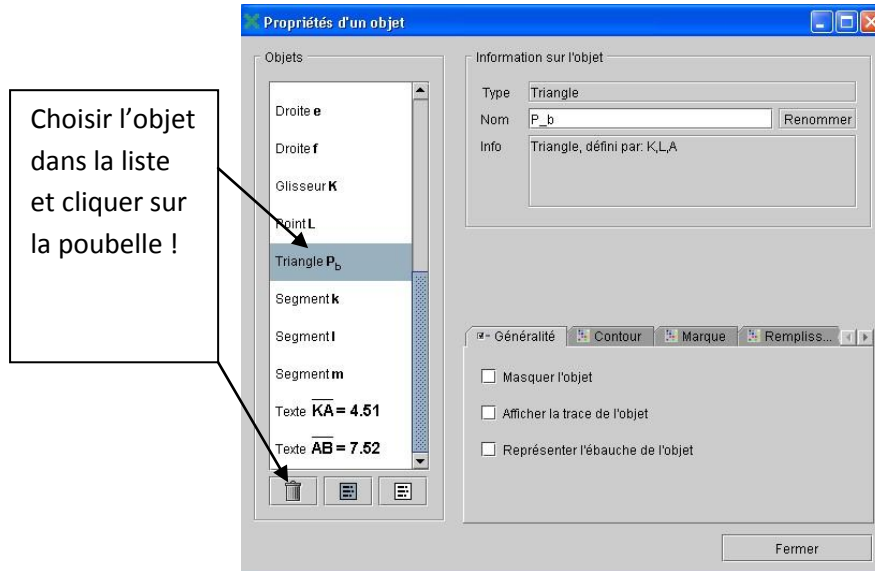 Propriétés d'un objet
Choisir l'objet
dans la liste
et cliquer sur
la poubelle !
Objets
Droite e
Droite f
Glisseur K
Point L
Triangle P_b
Segment k
Segment l
Segment m
Texte KA = 4.51
Texte AB = 7.52
Information sur l'objet
Type Triangle
Nom P_b Renommer
Info Triangle, défini par: K,L,A
Généralité Contour Marque Rempliss...
Masquer l'objet
Afficher la trace de l'objet
Représenter l'ébauche de l'objet
Fermer